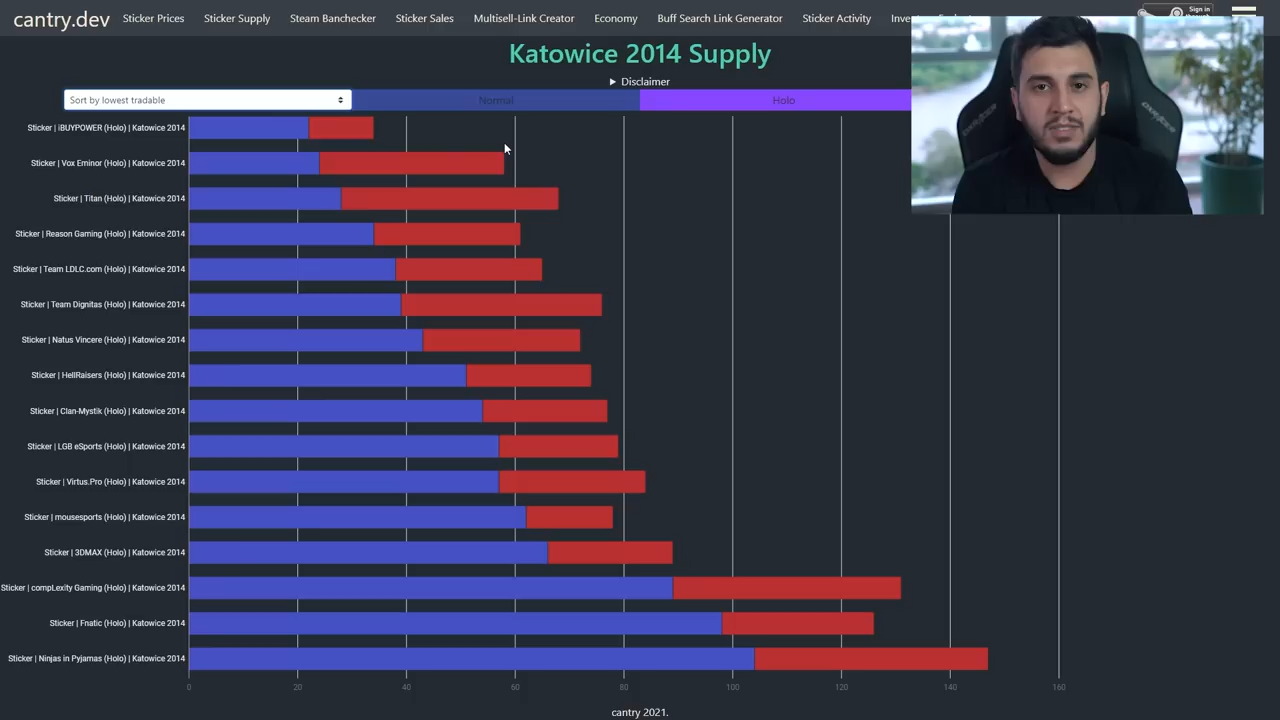 cantry.dev
Sticker Prices
Sticker Supply
Steam Banchecker
Sticker Sales
Multisell-Link Creator
Economy
Buff Search Link Generator
Sticker Activity
Sign in
Katowice 2014 Supply
▶ Disclaimer
Sort by lowest tradable
Normal
Holo
Sticker | iBUYPOWER (Holo) | Katowice 2014
Sticker | Vox Eminor (Holo) | Katowice 2014
Sticker | Titan (Holo) | Katowice 2014
Sticker | Reason Gaming (Holo) | Katowice 2014
Sticker | Team LDLC.com (Holo) | Katowice 2014
Sticker | Team Dignitas (Holo) | Katowice 2014
Sticker | Natus Vincere (Holo) | Katowice 2014
Sticker | HellRaisers (Holo) | Katowice 2014
Sticker | Clan-Mystik (Holo) | Katowice 2014
Sticker | LGB eSports (Holo) | Katowice 2014
Sticker | Virtus.Pro (Holo) | Katowice 2014
Sticker | mousesports (Holo) | Katowice 2014
Sticker | 3DMAX (Holo) | Katowice 2014
Sticker | compLexity Gaming (Holo) | Katowice 2014
Sticker | Fnatic (Holo) | Katowice 2014
Sticker | Ninjas in Pyjamas (Holo) | Katowice 2014
0 20 40 60 80 100 120 140 160
cantry 2021.